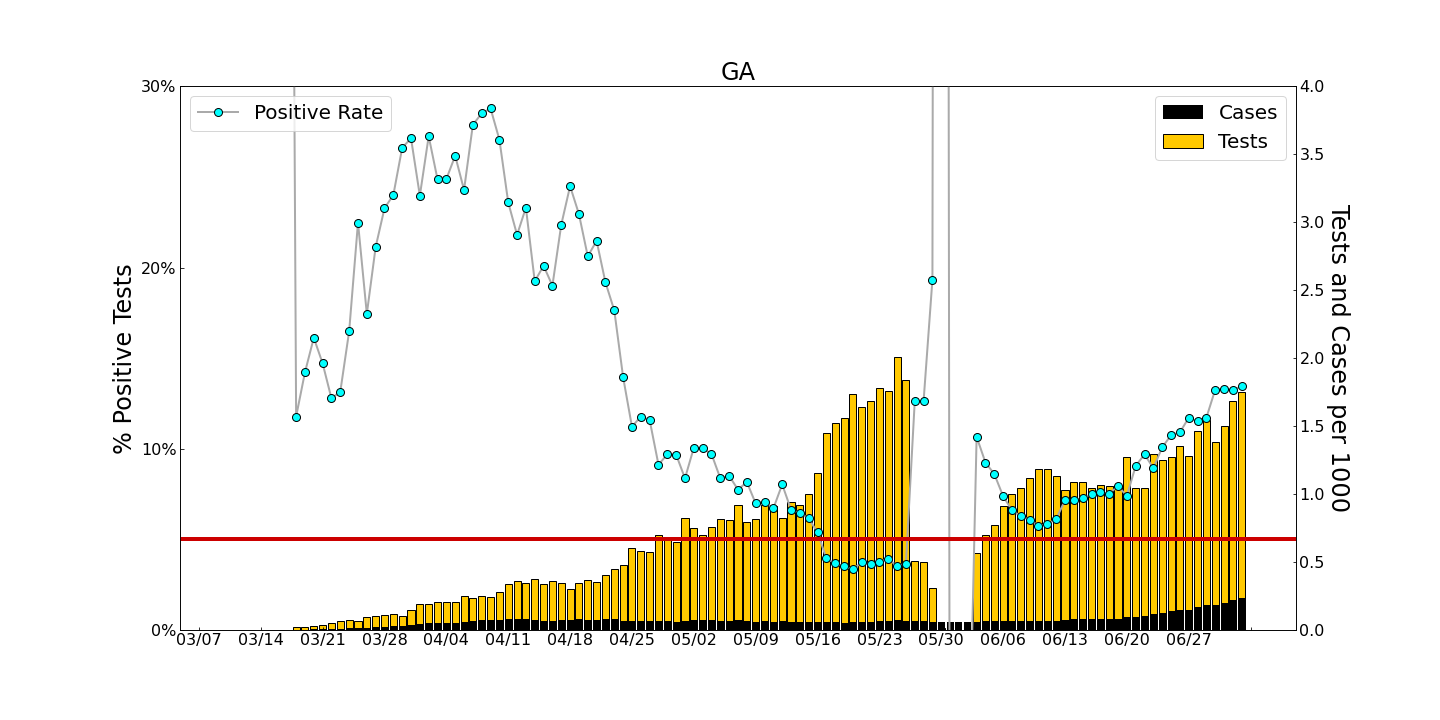 GA
30%
20%
10%
0%
% Positive Tests
Positive Rate
Cases
Tests
4.0
3.5
3.0
2.5
2.0
1.5
1.0
0.5
0.0
Tests and Cases per 1000
03/07 03/14 03/21 03/28 04/04 04/11 04/18 04/25 05/02 05/09 05/16 05/23 05/30 06/06 06/13 06/20 06/27